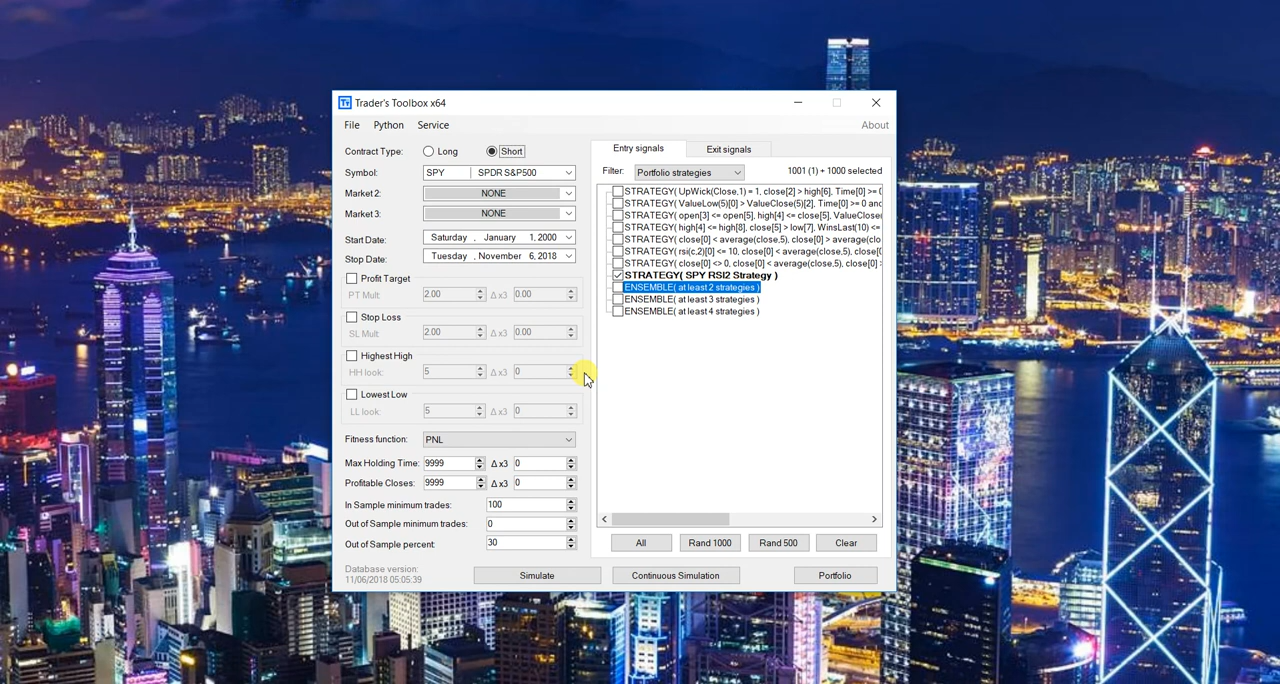 Trader's Toolbox x64
File Python Service About
Contract Type: Long Short
Symbol: SPY SPDR S&P500
Market 2: NONE
Market 3: NONE
Start Date: Saturday , January 1, 2000
Stop Date: Tuesday , November 6, 2018
Profit Target
PT Mult: 2.00 Δ x3 0.00
Stop Loss
SL Mult: 2.00 Δ x3 0.00
Highest High
HH look: 5 Δ x3 0
Lowest Low
LL look: 5 Δ x3 0
Fitness function: PNL
Max Holding Time: 9999 Δ x3 0
Profitable Closes: 9999 Δ x3 0
In Sample minimum trades: 100
Out of Sample minimum trades: 0
Out of Sample percent: 30
Database version:
11/06/2018 05:05:39
Simulate Continuous Simulation Portfolio
Entry signals Exit signals
Filter: Portfolio strategies 1001 (1) + 1000 selected
STRATEGY( UpWick(Close,1) = 1, close[2] > high[6], Time[0] >= 0
STRATEGY( ValueLow(5)[0] > ValueClose(5)[2], Time[0] >= 0 and
STRATEGY( open[3] <= open[5], high[4] <= close[5], ValueClose
STRATEGY( high[4] <= high[8], close[5] > low[7], WinsLast(10) <=
STRATEGY( close[0] < average(close,5), close[0] > average(clo
STRATEGY( rsi(c,2)[0] <= 10, close[0] < average(close,5), close[0]
STRATEGY( close[0] <> 0, close[0] < average(close,5), close[0] >
STRATEGY( SPY RSI2 Strategy )
ENSEMBLE( at least 2 strategies )
ENSEMBLE( at least 3 strategies )
ENSEMBLE( at least 4 strategies )
All Rand 1000 Rand 500 Clear